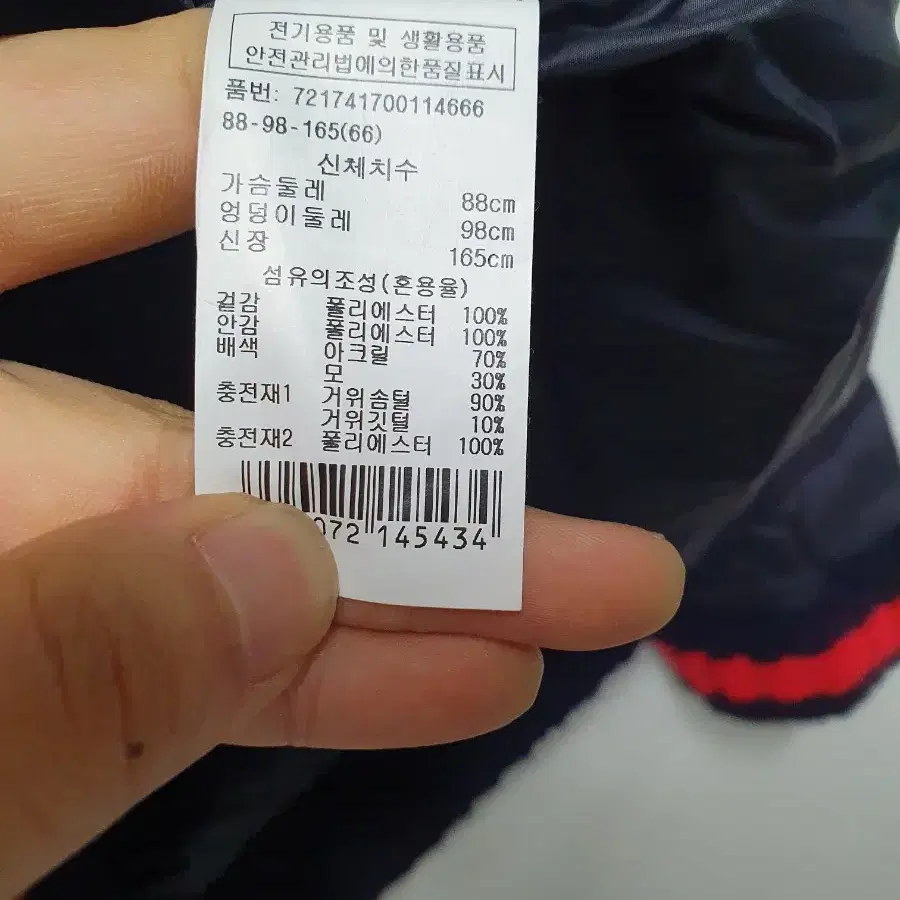 전기용품 및 생활용품
안전관리법에의한품질표시
품번: 721741700114666
88-98-165(66)
신체치수
가슴둘레 88cm
엉덩이둘레 98cm
신장 165cm
섬유의조성(혼용율)
겉감 폴리에스터 100%
안감 폴리에스터 100%
배색 아크릴 70%
모 30%
충전재1 거위솜털 90%
거위깃털 10%
충전재2 폴리에스터 100%
072 145434